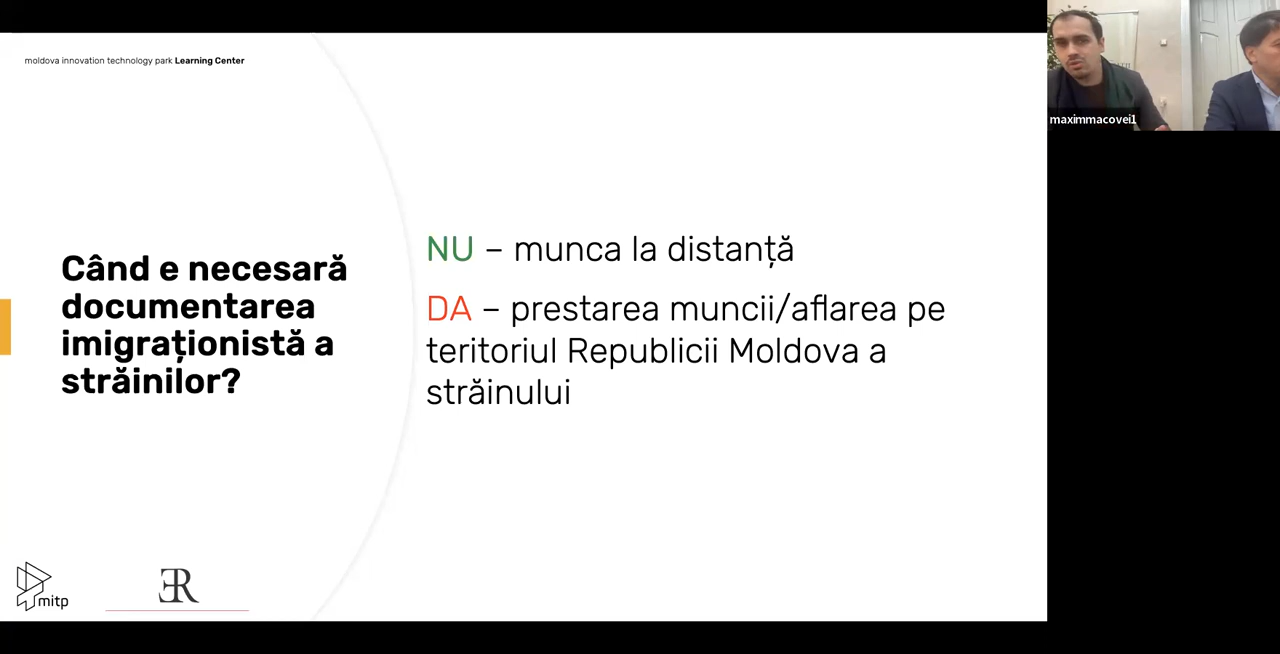 moldova innovation technology park Learning Center
Când e necesară
documentarea
imigraționistă a
străinilor?
NU – munca la distanță
DA – prestarea muncii/aflarea pe
teritoriul Republicii Moldova a
străinului
mitp
maximmacovei1